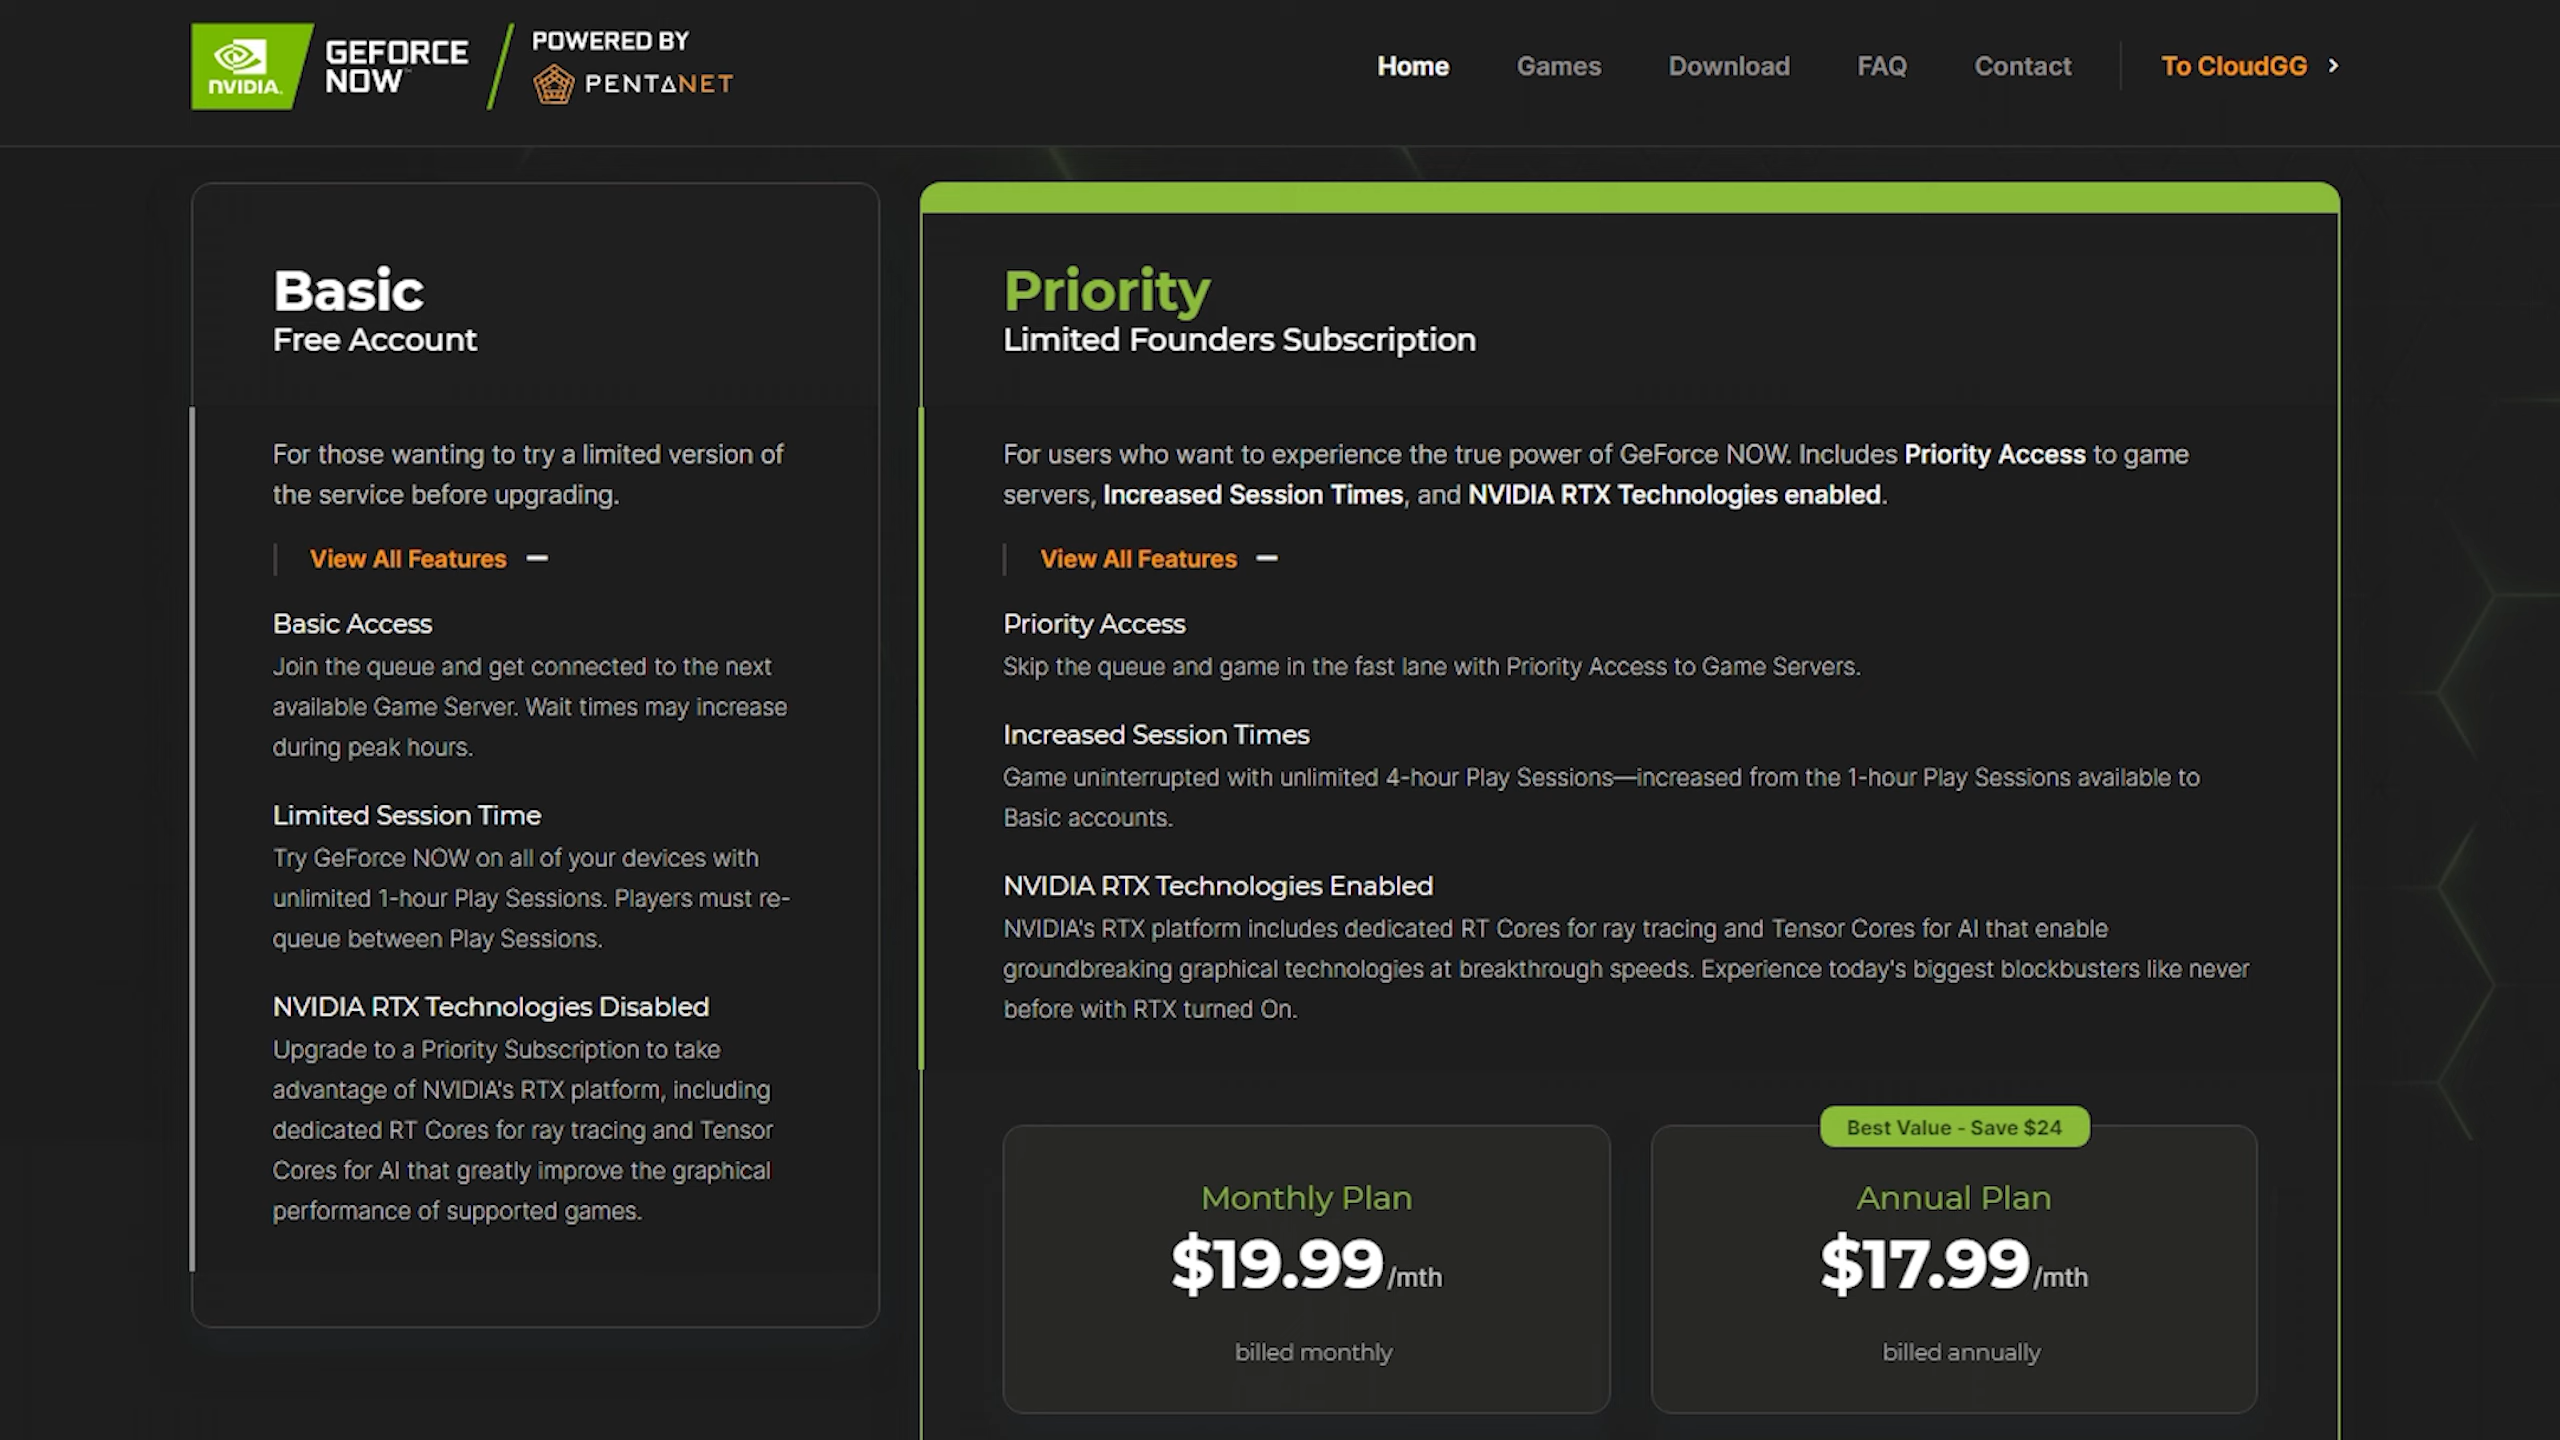 NVIDIA.
GEFORCE
NOW™
POWERED BY
PENTANET
Home
Games
Download
FAQ
Contact
To CloudGG
Basic
Free Account
For those wanting to try a limited version of
the service before upgrading.
View All Features
Basic Access
Join the queue and get connected to the next
available Game Server. Wait times may increase
during peak hours.
Limited Session Time
Try GeForce NOW on all of your devices with
unlimited 1-hour Play Sessions. Players must re-
queue between Play Sessions.
NVIDIA RTX Technologies Disabled
Upgrade to a Priority Subscription to take
advantage of NVIDIA's RTX platform, including
dedicated RT Cores for ray tracing and Tensor
Cores for AI that greatly improve the graphical
performance of supported games.
Priority
Limited Founders Subscription
For users who want to experience the true power of GeForce NOW. Includes Priority Access to game
servers, Increased Session Times, and NVIDIA RTX Technologies enabled.
View All Features
Priority Access
Skip the queue and game in the fast lane with Priority Access to Game Servers.
Increased Session Times
Game uninterrupted with unlimited 4-hour Play Sessions—increased from the 1-hour Play Sessions available to
Basic accounts.
NVIDIA RTX Technologies Enabled
NVIDIA's RTX platform includes dedicated RT Cores for ray tracing and Tensor Cores for AI that enable
groundbreaking graphical technologies at breakthrough speeds. Experience today's biggest blockbusters like never
before with RTX turned On.
Monthly Plan
$19.99/mth
billed monthly
Best Value - Save $24
Annual Plan
$17.99/mth
billed annually